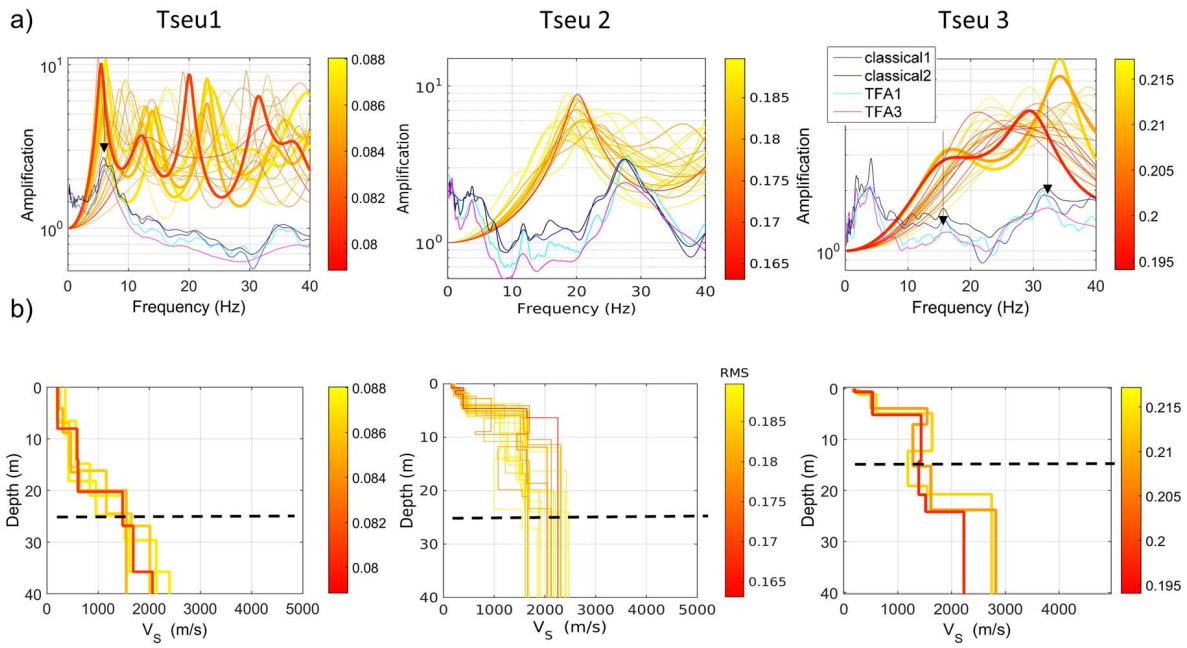 a)
Tseu1
Tseu 2
Tseu 3
10¹
10⁰
Amplification
0 10 20 30 40
Frequency (Hz)
0.088
0.086
0.084
0.082
0.08
10¹
10⁰
Amplification
0 10 20 30 40
Frequency (Hz)
0.185
0.18
0.175
0.17
0.165
classical1
classical2
TFA1
TFA3
10⁰
Amplification
0 10 20 30 40
Frequency (Hz)
0.215
0.21
0.205
0.2
0.195
b)
0
10
20
30
40
Depth (m)
0 1000 2000 3000 4000 5000
V_S (m/s)
0.088
0.086
0.084
0.082
0.08
0
10
20
30
40
Depth (m)
0 1000 2000 3000 4000 5000
V_S (m/s)
RMS
0.185
0.18
0.175
0.17
0.165
0
10
20
30
40
Depth (m)
0 1000 2000 3000 4000
V_S (m/s)
0.215
0.21
0.205
0.2
0.195